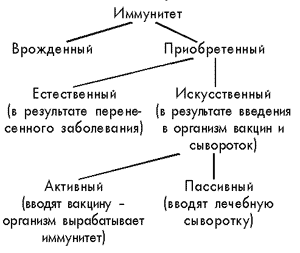 Иммунитет
Врожденный Приобретенный
Естественный Искусственный
(в результате перене- (в результате введения
сенного заболевания) в организм вакцин и
сывороток)
Активный Пассивный
(вводят вакцину – (вводят лечебную
организм вырабатывает сыворотку)
иммунитет)